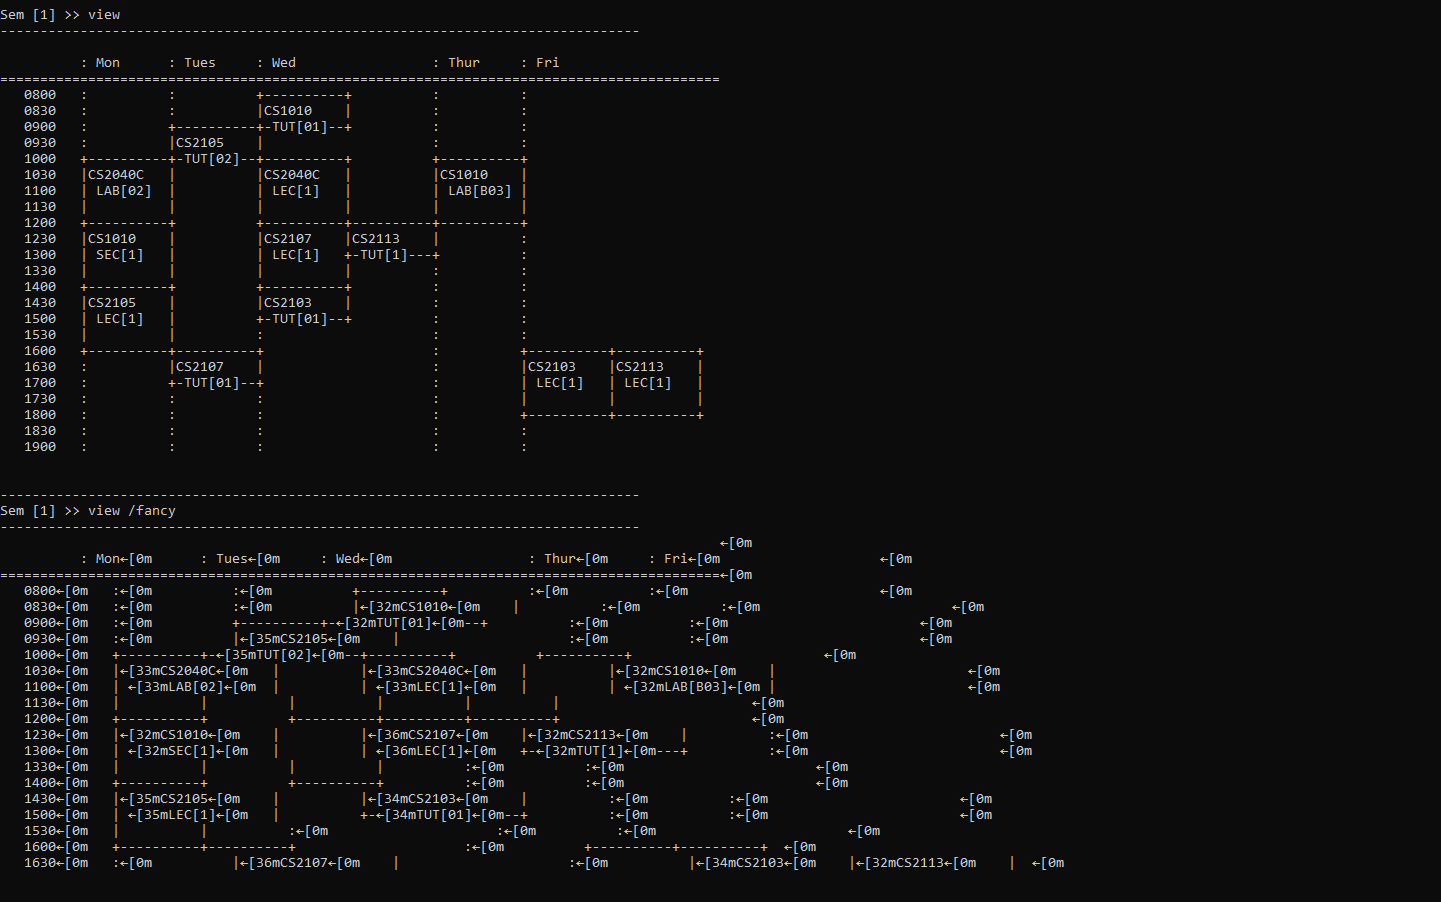 Sem [1] >> view
--------------------------------------------------------------------------------
          : Mon      : Tues     : Wed                 : Thur     : Fri
==========================================================================================
   0800   :          :          +----------+          :          :
   0830   :          :          |CS1010    |          :          :
   0900   :          +----------+-TUT[01]--+          :          :
   0930   :          |CS2105    |                     :          :
   1000   +----------+-TUT[02]--+----------+          +----------+
   1030   |CS2040C   |          |CS2040C   |          |CS1010    |
   1100   | LAB[02]  |          | LEC[1]   |          | LAB[B03] |
   1130   |          |          |          |          |          |
   1200   +----------+          +----------+----------+----------+
   1230   |CS1010    |          |CS2107    |CS2113    |          :
   1300   | SEC[1]   |          | LEC[1]   +-TUT[1]---+          :
   1330   |          |          |          |          :          :
   1400   +----------+          +----------+          :          :
   1430   |CS2105    |          |CS2103    |          :          :
   1500   | LEC[1]   |          +-TUT[01]--+          :          :
   1530   |          |          :                     :          :
   1600   +----------+----------+                     :          +----------+----------+
   1630   :          |CS2107    |                     :          |CS2103    |CS2113    |
   1700   :          +-TUT[01]--+                     :          | LEC[1]   | LEC[1]   |
   1730   :          :          :                     :          |          |          |
   1800   :          :          :                     :          +----------+----------+
   1830   :          :          :                     :          :
   1900   :          :          :                     :          :
--------------------------------------------------------------------------------
Sem [1] >> view /fancy
--------------------------------------------------------------------------------
                                                                                          ←[0m
          : Mon←[0m      : Tues←[0m     : Wed←[0m                 : Thur←[0m     : Fri←[0m                    ←[0m
==========================================================================================←[0m
   0800←[0m   :←[0m          :←[0m          +----------+          :←[0m          :←[0m                        ←[0m
   0830←[0m   :←[0m          :←[0m          |←[32mCS1010←[0m    |          :←[0m          :←[0m                        ←[0m
   0900←[0m   :←[0m          +----------+-←[32mTUT[01]←[0m--+          :←[0m          :←[0m                        ←[0m
   0930←[0m   :←[0m          |←[35mCS2105←[0m    |                     :←[0m          :←[0m                        ←[0m
   1000←[0m   +----------+-←[35mTUT[02]←[0m--+----------+          +----------+                        ←[0m
   1030←[0m   |←[33mCS2040C←[0m   |          |←[33mCS2040C←[0m   |          |←[32mCS1010←[0m    |                        ←[0m
   1100←[0m   | ←[33mLAB[02]←[0m  |          | ←[33mLEC[1]←[0m   |          | ←[32mLAB[B03]←[0m |                        ←[0m
   1130←[0m   |          |          |          |          |          |                        ←[0m
   1200←[0m   +----------+          +----------+----------+----------+                        ←[0m
   1230←[0m   |←[32mCS1010←[0m    |          |←[36mCS2107←[0m    |←[32mCS2113←[0m    |          :←[0m                        ←[0m
   1300←[0m   | ←[32mSEC[1]←[0m   |          | ←[36mLEC[1]←[0m   +-←[32mTUT[1]←[0m---+          :←[0m                        ←[0m
   1330←[0m   |          |          |          |          :←[0m          :←[0m                        ←[0m
   1400←[0m   +----------+          +----------+          :←[0m          :←[0m                        ←[0m
   1430←[0m   |←[35mCS2105←[0m    |          |←[34mCS2103←[0m    |          :←[0m          :←[0m                        ←[0m
   1500←[0m   | ←[35mLEC[1]←[0m   |          +-←[34mTUT[01]←[0m--+          :←[0m          :←[0m                        ←[0m
   1530←[0m   |          |          :←[0m                     :←[0m          :←[0m                        ←[0m
   1600←[0m   +----------+----------+                     :←[0m          +----------+----------+  ←[0m
   1630←[0m   :←[0m          |←[36mCS2107←[0m    |                     :←[0m          |←[34mCS2103←[0m    |←[32mCS2113←[0m    |  ←[0m